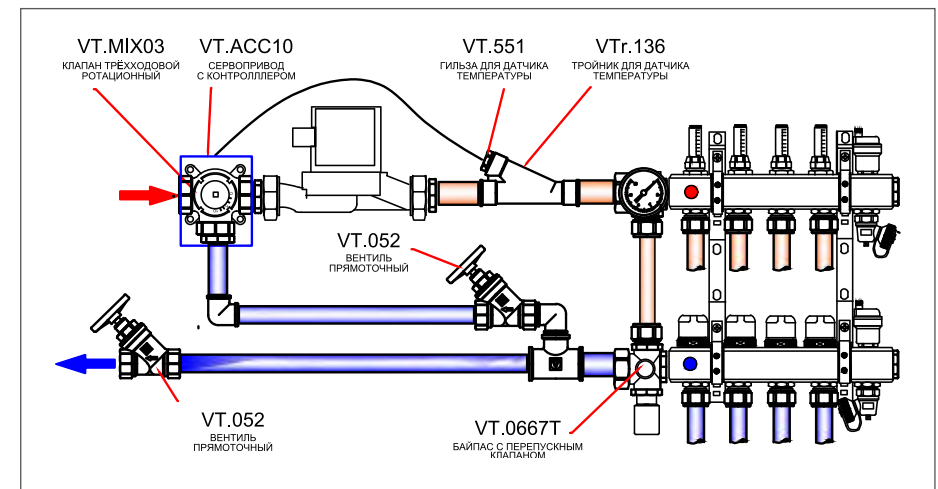 VT.MIX03
КЛАПАН ТРЁХХОДОВОЙ
РОТАЦИОННЫЙ
VT.ACC10
СЕРВОПРИВОД
С КОНТРОЛЛЛЕРОМ
VT.551
ГИЛЬЗА ДЛЯ ДАТЧИКА
ТЕМПЕРАТУРЫ
VTr.136
ТРОЙНИК ДЛЯ ДАТЧИКА
ТЕМПЕРАТУРЫ
VT.052
ВЕНТИЛЬ
ПРЯМОТОЧНЫЙ
VT.052
ВЕНТИЛЬ
ПРЯМОТОЧНЫЙ
VT.0667T
БАЙПАС С ПЕРЕПУСКНЫМ
КЛАПАНОМ